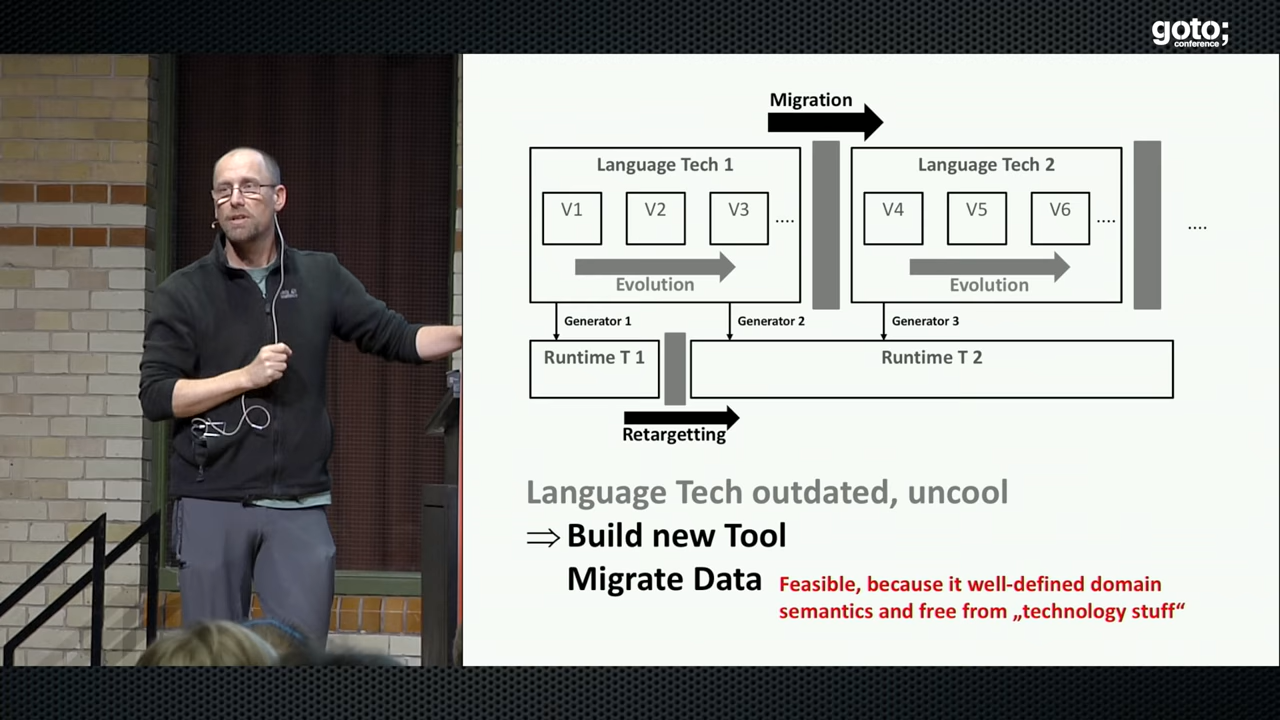 goto;
conference
Migration
Language Tech 1
V1
V2
V3
....
Evolution
Language Tech 2
V4
V5
V6
....
Evolution
....
Generator 1
Generator 2
Generator 3
Runtime T 1
Runtime T 2
Retargetting
Language Tech outdated, uncool
⇒ Build new Tool
Migrate Data
Feasible, because it well-defined domain
semantics and free from „technology stuff“